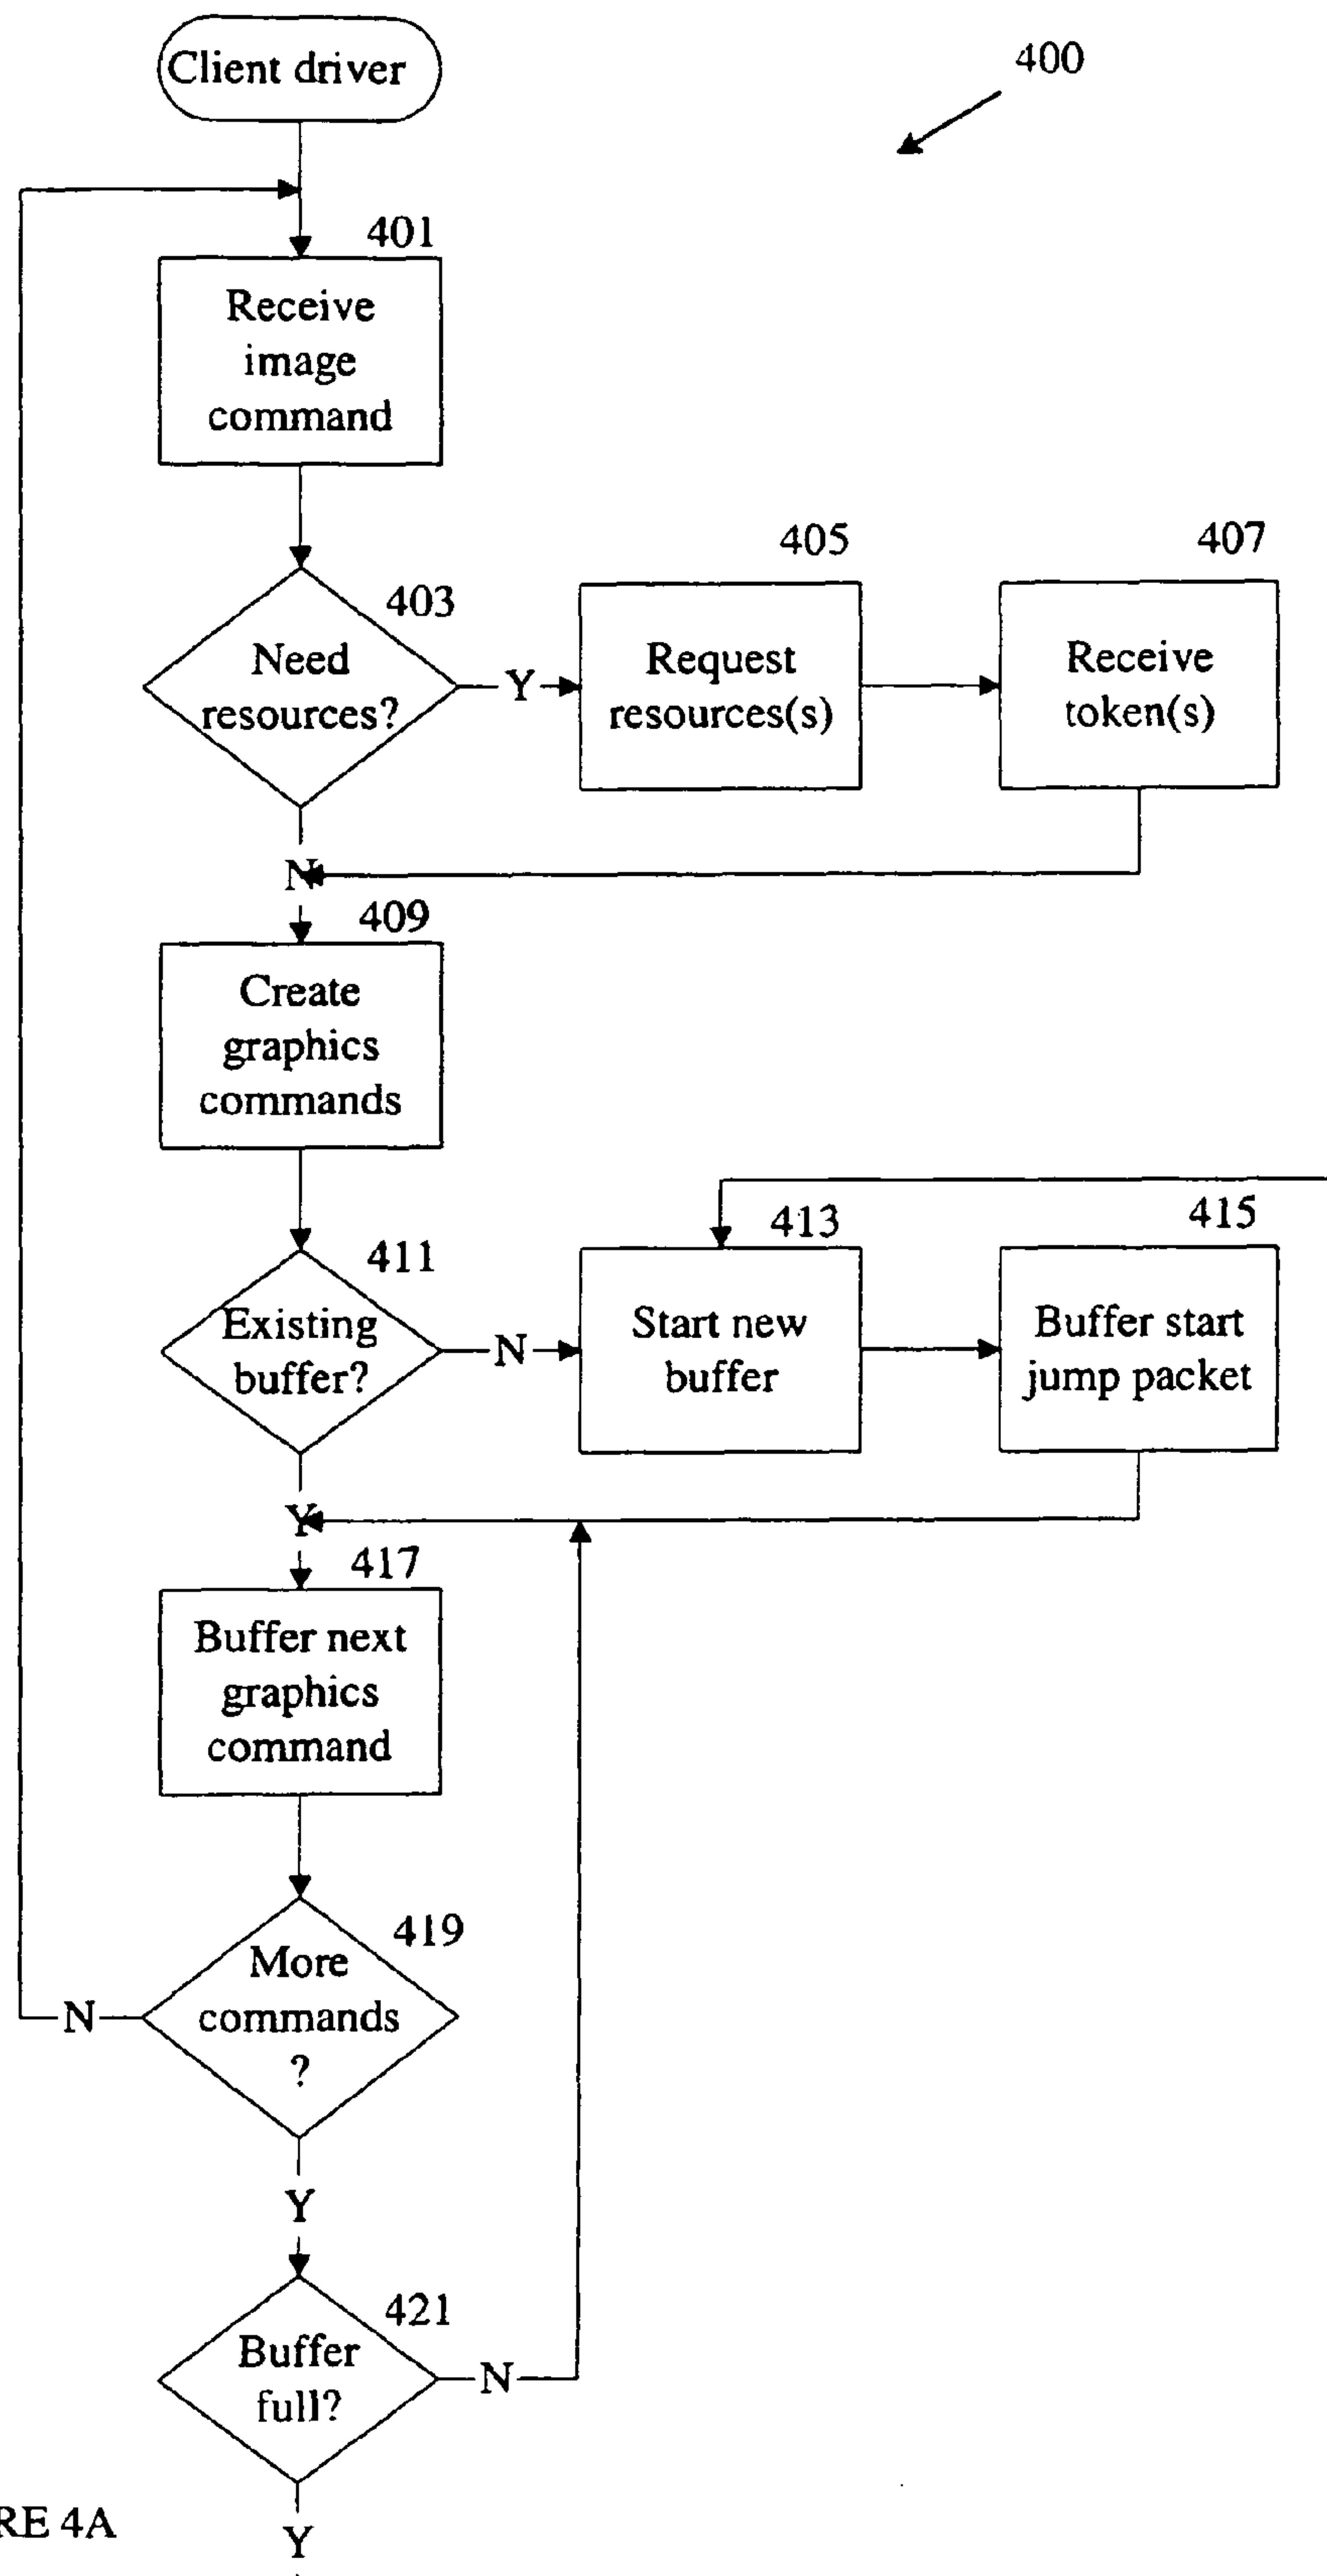 Client driver
400
401
Receive
image
command
403
Need
resources?
Y
405
Request
resources(s)
407
Receive
token(s)
N
409
Create
graphics
commands
411
Existing
buffer?
N
413
Start new
buffer
415
Buffer start
jump packet
Y
417
Buffer next
graphics
command
419
More
commands
?
N
Y
421
Buffer
full?
N
RE 4A
Y